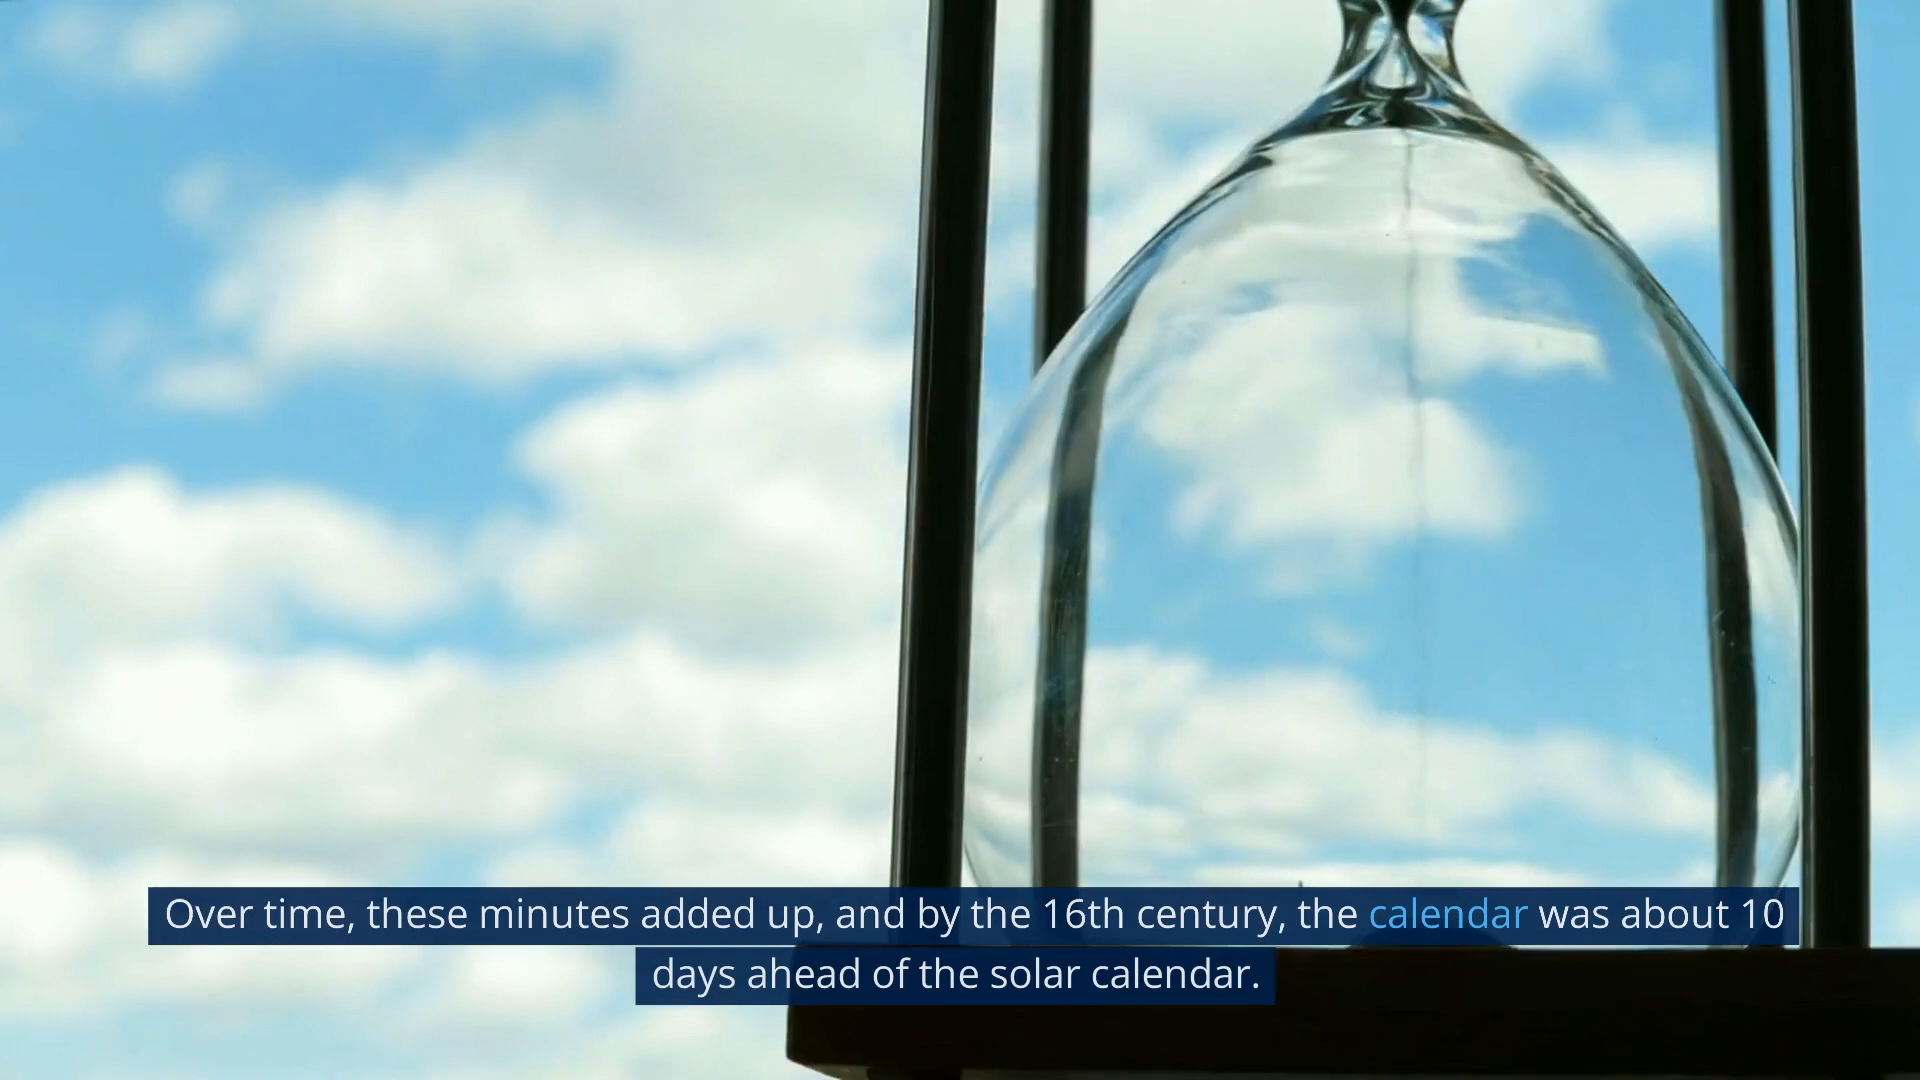 Over time, these minutes added up, and by the 16th century, the calendar was about 10
days ahead of the solar calendar.